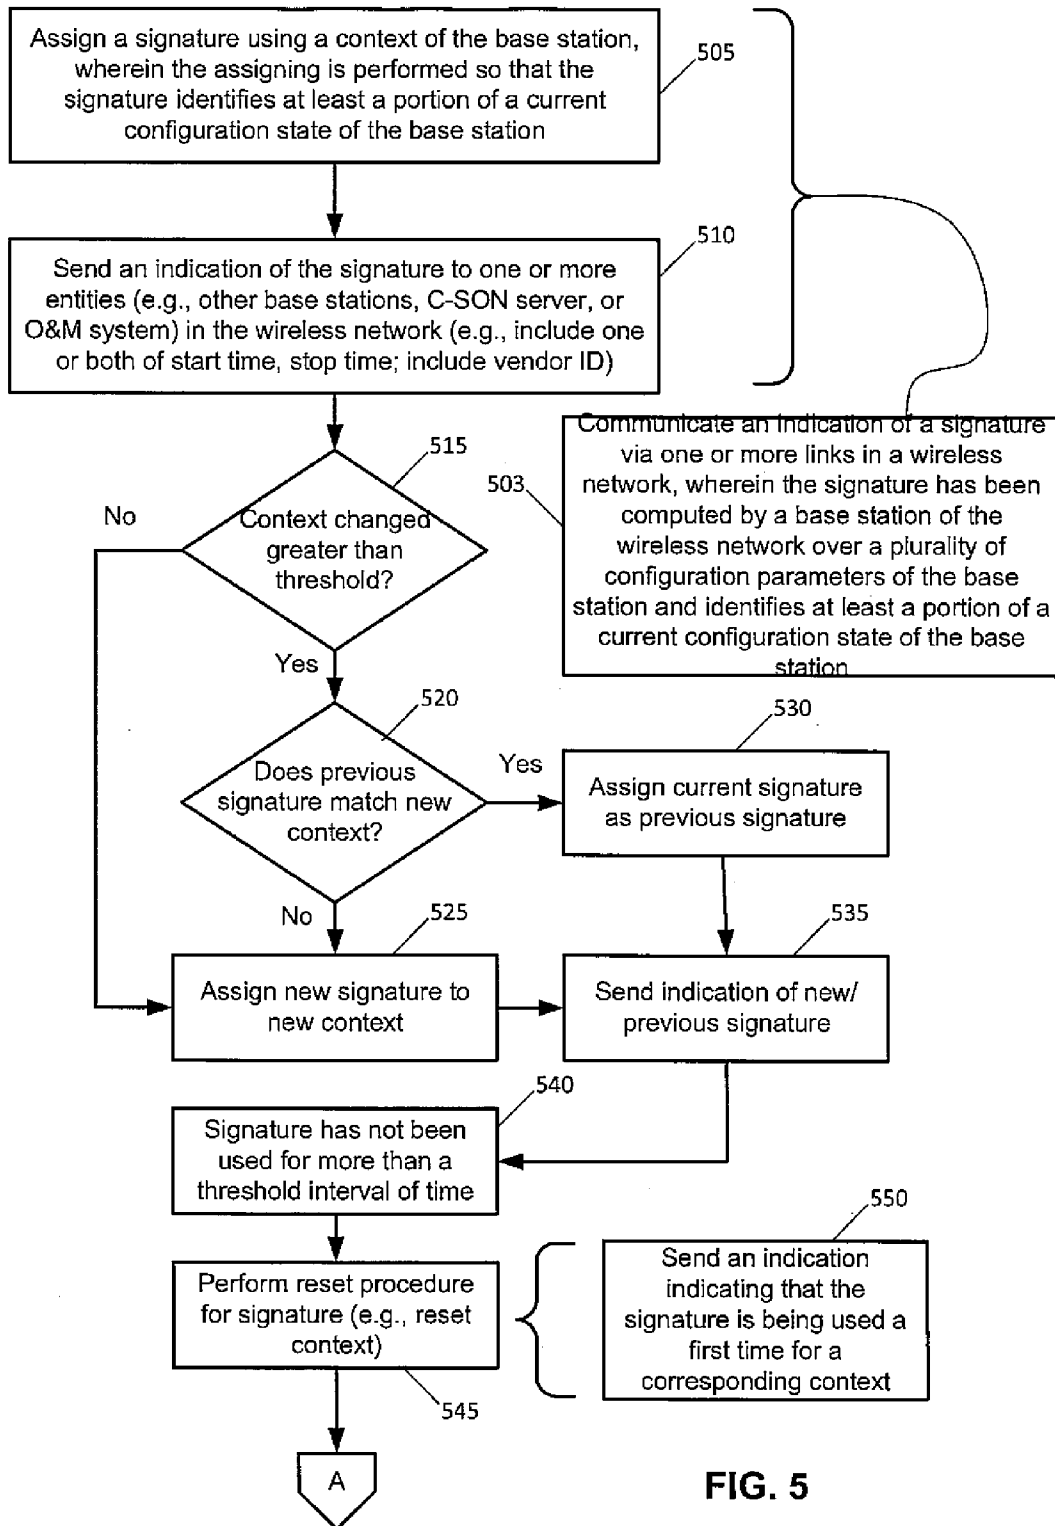 Assign a signature using a context of the base station,
wherein the assigning is performed so that the
signature identifies at least a portion of a current
configuration state of the base station
505
Send an indication of the signature to one or more
entities (e.g., other base stations, C-SON server, or
O&M system) in the wireless network (e.g., include one
or both of start time, stop time; include vendor ID)
510
503
Communicate an indication of a signature
via one or more links in a wireless
network, wherein the signature has been
computed by a base station of the
wireless network over a plurality of
configuration parameters of the base
station and identifies at least a portion of a
current configuration state of the base
station
515
Context changed
greater than
threshold?
No
Yes
520
Does previous
signature match new
context?
Yes
No
530
Assign current signature
as previous signature
525
Assign new signature to
new context
535
Send indication of new/
previous signature
540
Signature has not been
used for more than a
threshold interval of time
Perform reset procedure
for signature (e.g., reset
context)
545
550
Send an indication
indicating that the
signature is being used a
first time for a
corresponding context
A
FIG. 5